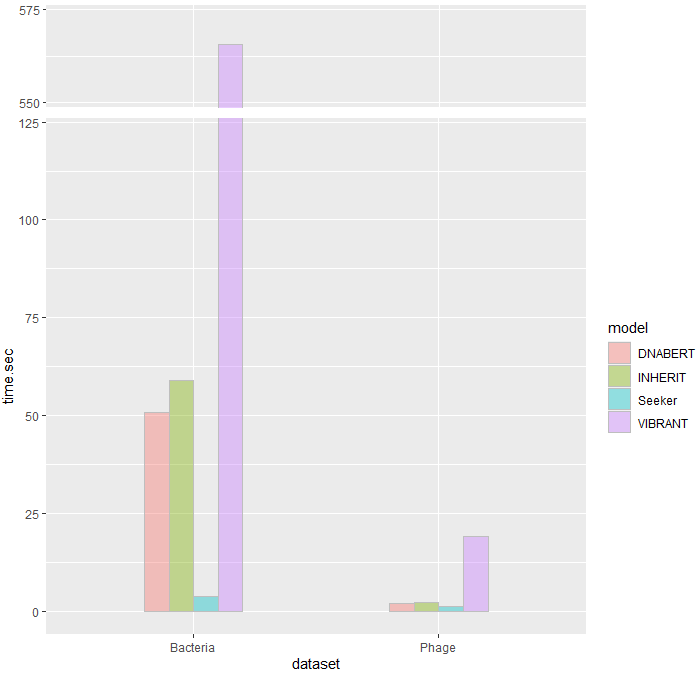 575
550
125
100
75
50
25
0
time.sec
Bacteria
Phage
dataset
model
DNABERT
INHERIT
Seeker
VIBRANT